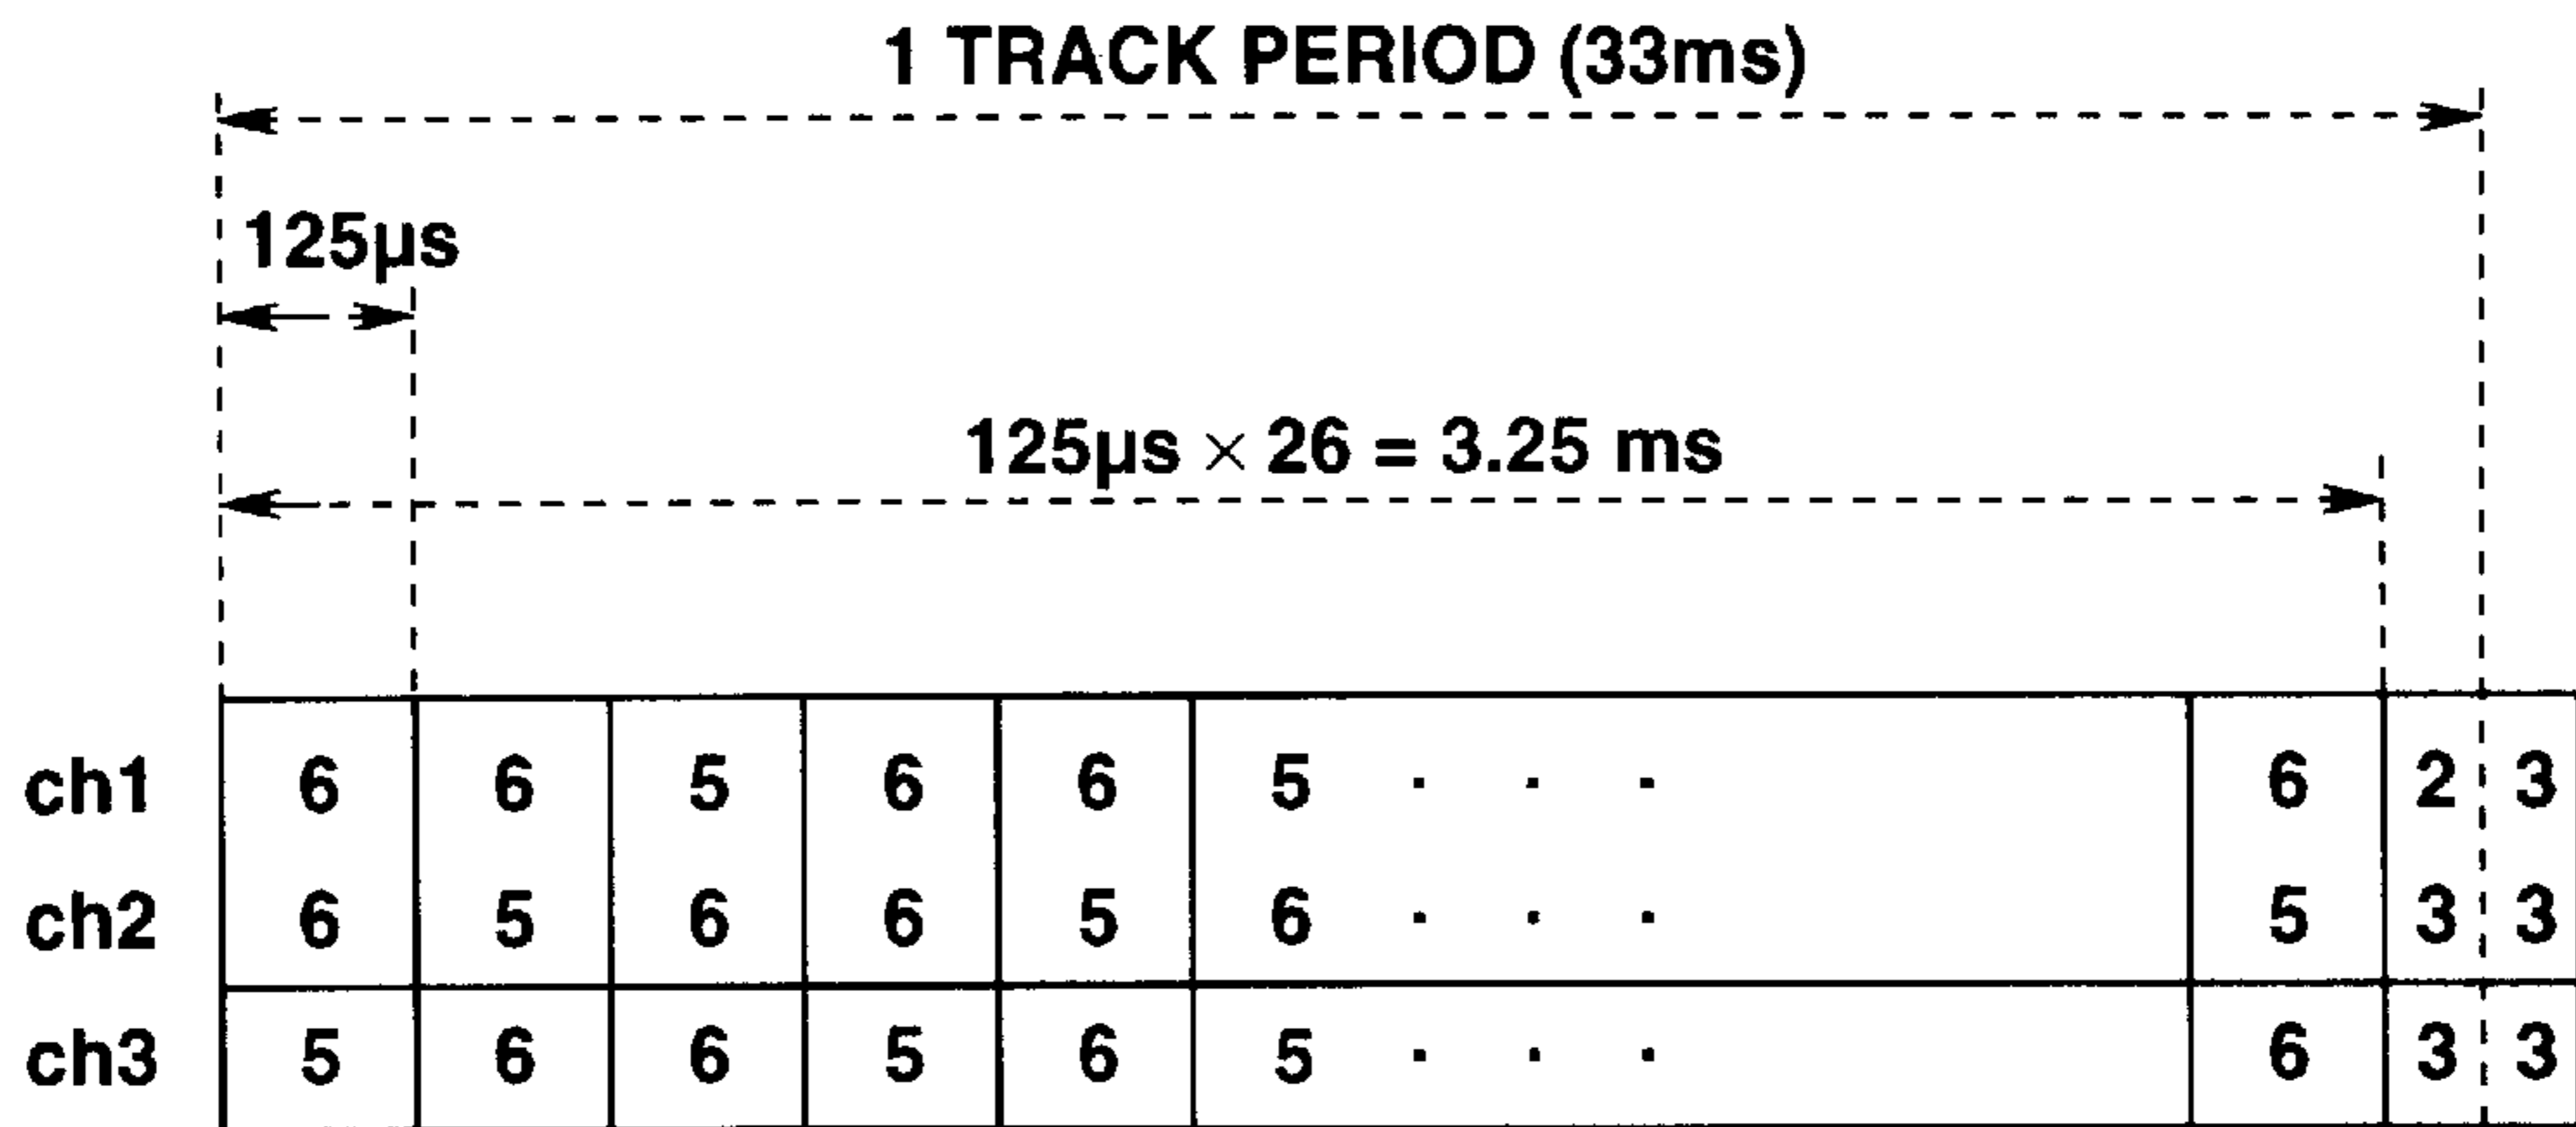 1 TRACK PERIOD (33ms)
125µs
125µs × 26 = 3.25 ms
ch1 6 6 5 6 6 5 · · · 6 2 3
ch2 6 5 6 6 5 6 · · · 5 3 3
ch3 5 6 6 5 6 5 · · · 6 3 3